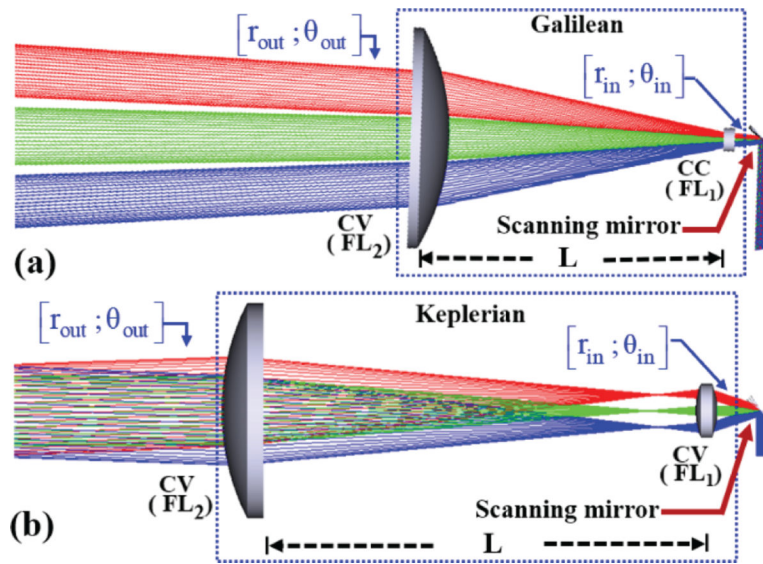 Galilean
[r_out ; θ_out]
[r_in ; θ_in]
CC
( FL₁ )
CV
( FL₂ )
Scanning mirror
L
(a)
Keplerian
[r_out ; θ_out]
[r_in ; θ_in]
CV
( FL₂ )
CV
( FL₁ )
Scanning mirror
L
(b)